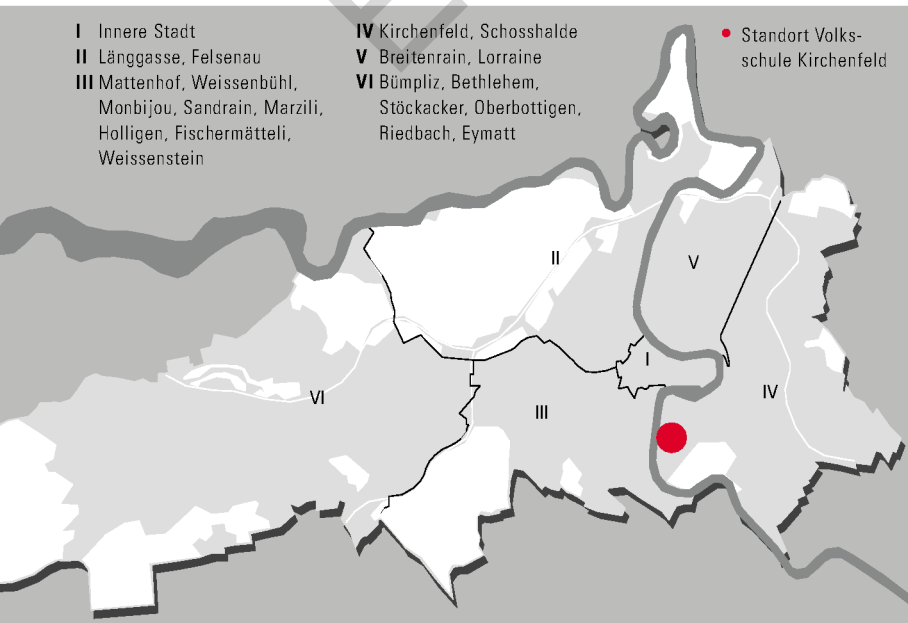 I Innere Stadt
II Länggasse, Felsenau
III Mattenhof, Weissenbühl,
Monbijou, Sandrain, Marzili,
Holligen, Fischermätteli,
Weissenstein
IV Kirchenfeld, Schosshalde
V Breitenrain, Lorraine
VI Bümpliz, Bethlehem,
Stöckacker, Oberbottigen,
Riedbach, Eymatt
Standort Volks-
schule Kirchenfeld
II
V
I
VI
III
IV